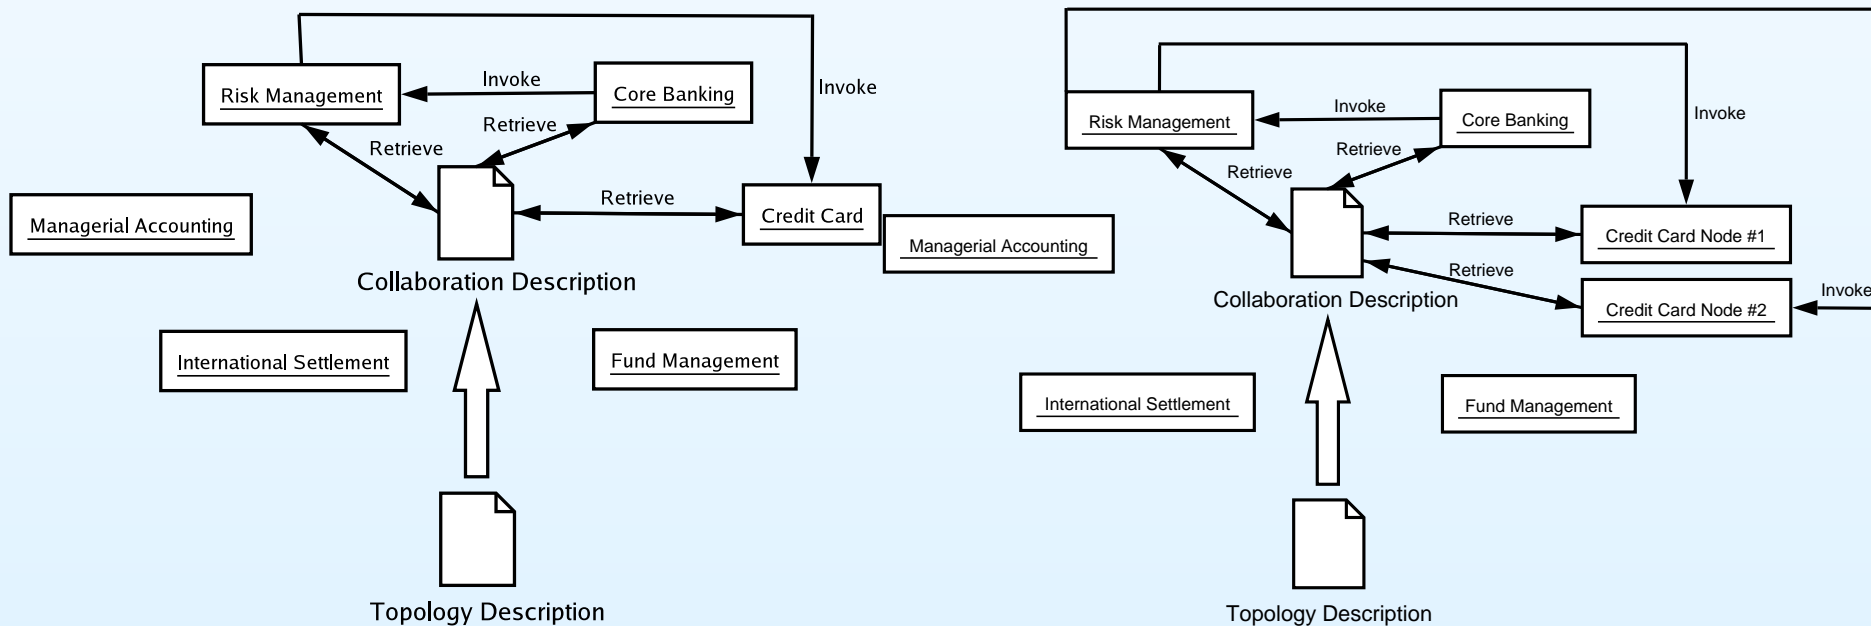 Risk Management
Invoke
Core Banking
Invoke
Retrieve
Retrieve
Managerial Accounting
Retrieve
Credit Card
Collaboration Description
International Settlement
Fund Management
Topology Description
Risk Management
Invoke
Core Banking
Invoke
Retrieve
Retrieve
Managerial Accounting
Retrieve
Credit Card Node #1
Retrieve
Collaboration Description
Credit Card Node #2
Invoke
International Settlement
Fund Management
Topology Description